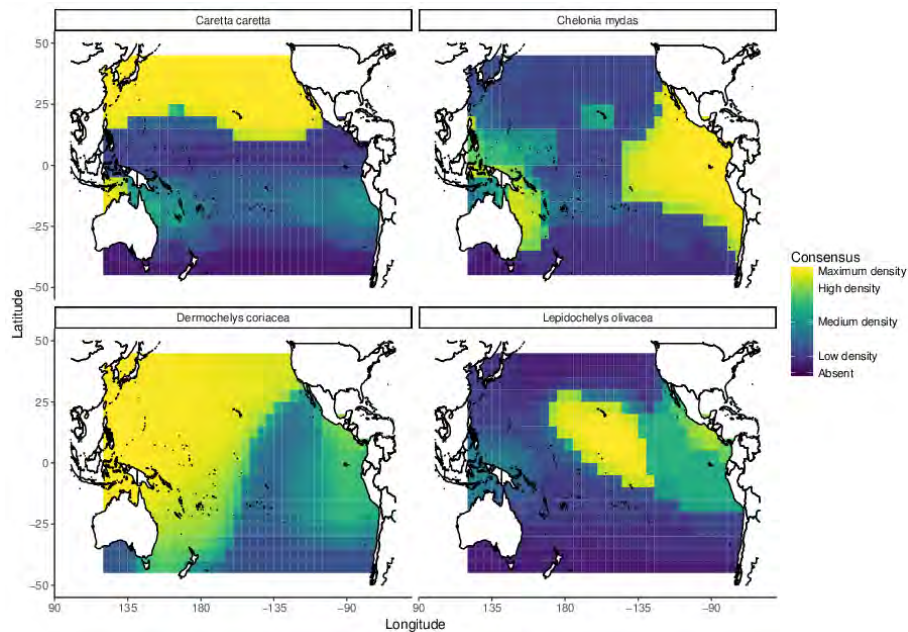 Caretta caretta
Chelonia mydas
50
25
0
−25
−50
Latitude
Dermochelys coriacea
Lepidochelys olivacea
50
25
0
−25
−50
90
135
180
−135
−90
90
135
180
−135
−90
Longitude
Consensus
Maximum density
High density
Medium density
Low density
Absent